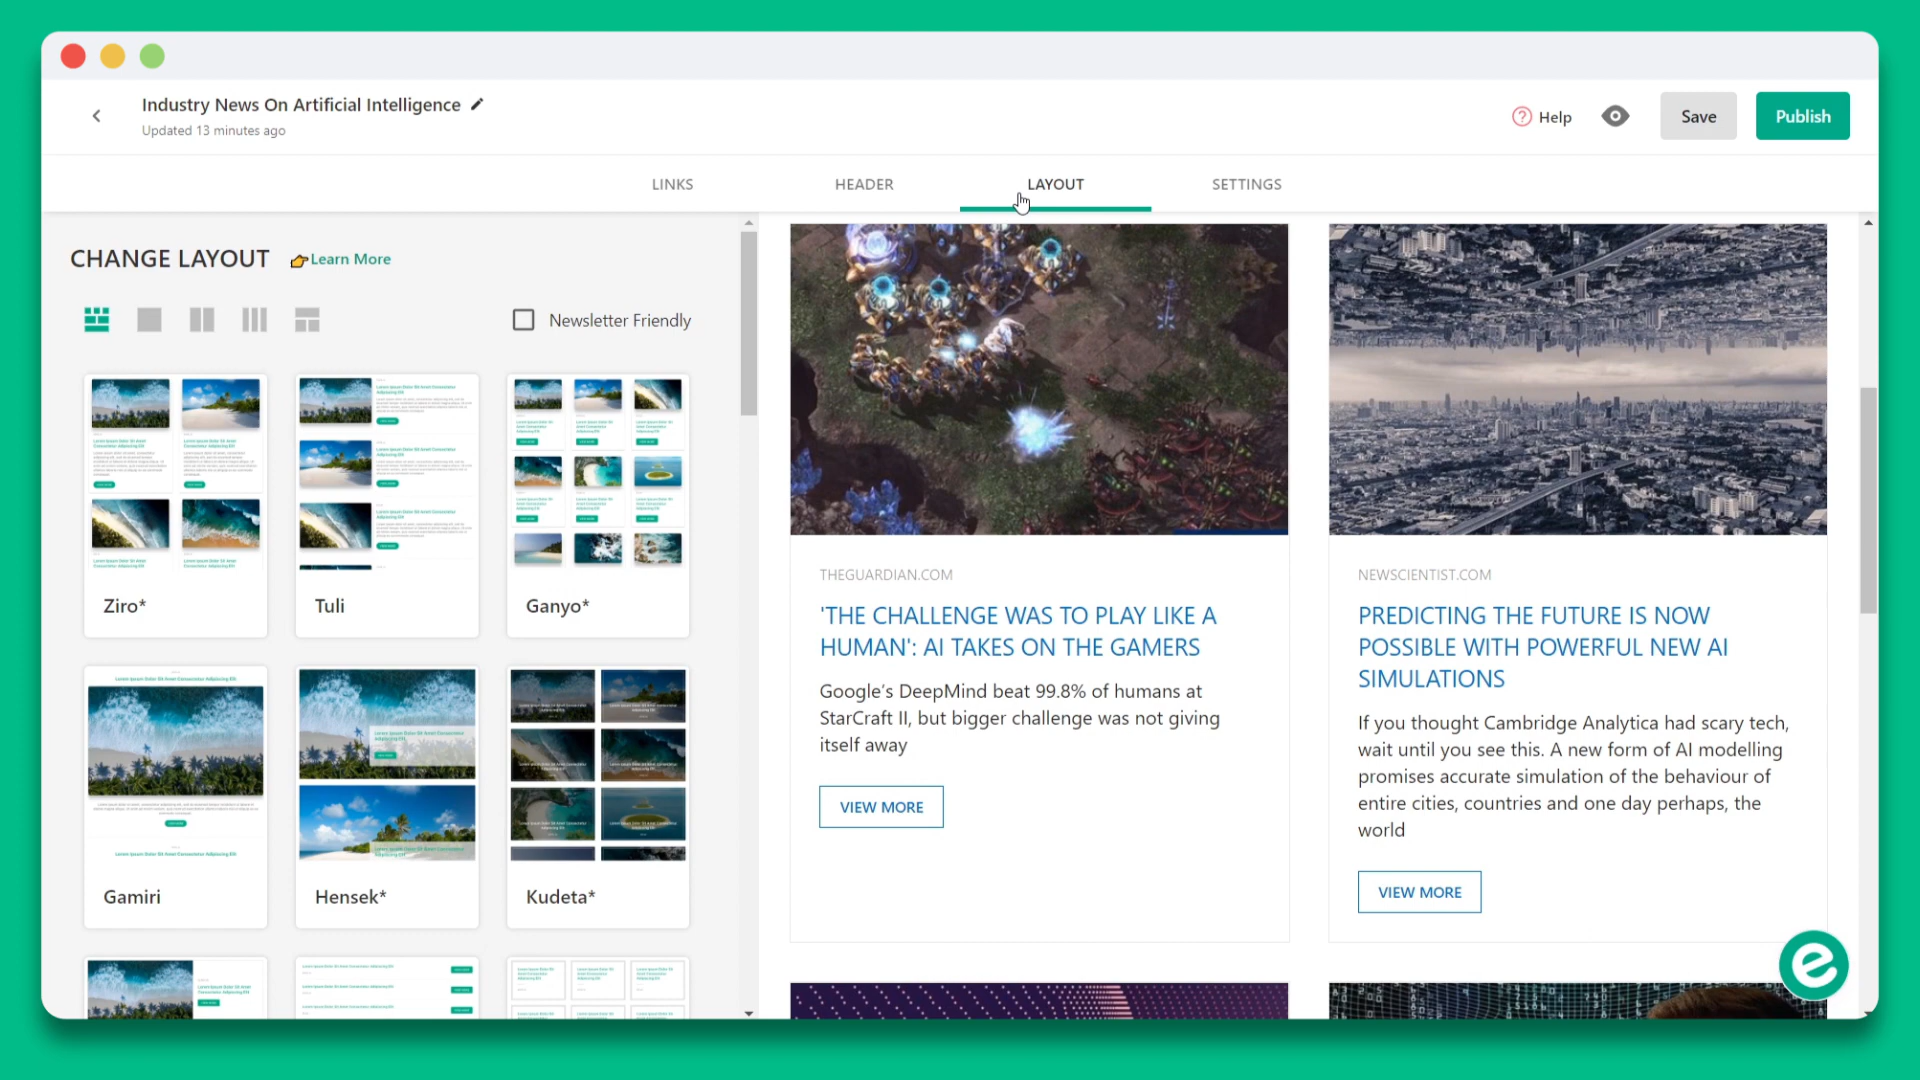 Industry News On Artificial Intelligence
Updated 13 minutes ago
Help
Save
Publish
LINKS
HEADER
LAYOUT
SETTINGS
CHANGE LAYOUT
Learn More
Newsletter Friendly
Ziro*
Tuli
Ganyo*
Gamiri
Hensek*
Kudeta*
THEGUARDIAN.COM
'THE CHALLENGE WAS TO PLAY LIKE A
HUMAN': AI TAKES ON THE GAMERS
Google's DeepMind beat 99.8% of humans at
StarCraft II, but bigger challenge was not giving
itself away
VIEW MORE
NEWSCIENTIST.COM
PREDICTING THE FUTURE IS NOW
POSSIBLE WITH POWERFUL NEW AI
SIMULATIONS
If you thought Cambridge Analytica had scary tech,
wait until you see this. A new form of AI modelling
promises accurate simulation of the behaviour of
entire cities, countries and one day perhaps, the
world
VIEW MORE